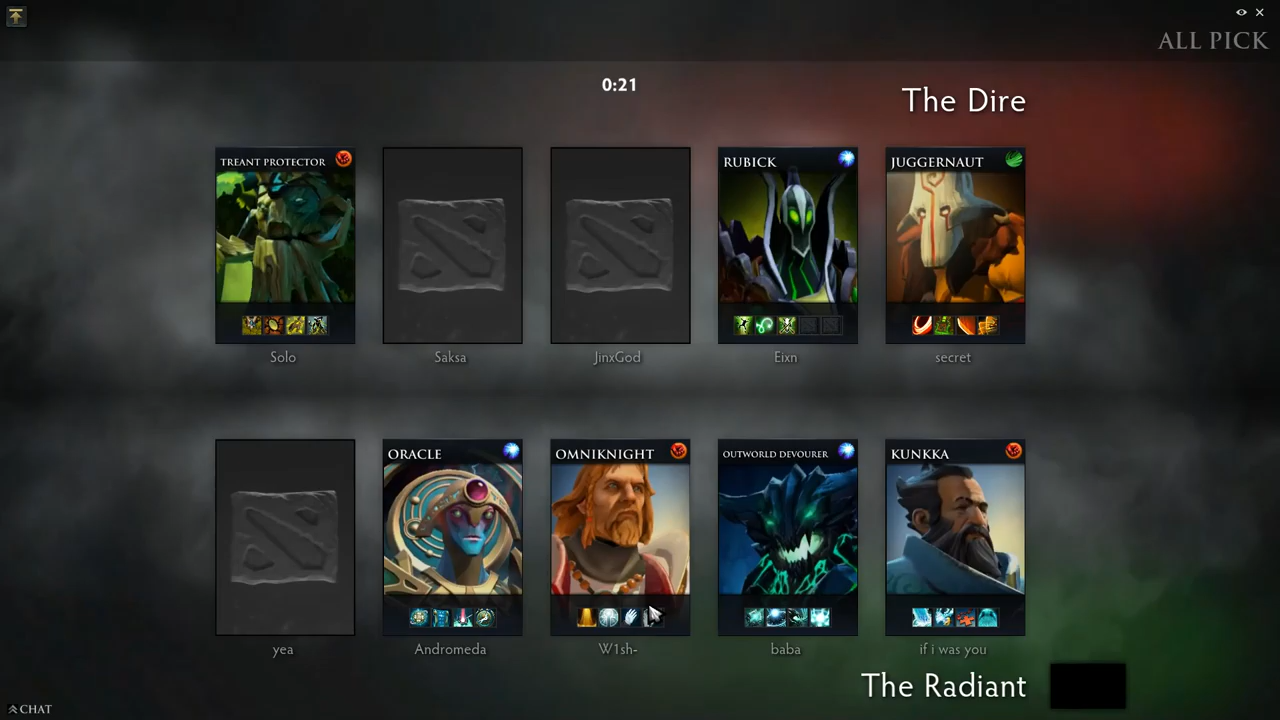 ALL PICK
0:21
The Dire
TREANT PROTECTOR
RUBICK
JUGGERNAUT
Solo
Saksa
JinxGod
Eixn
secret
ORACLE
OMNIKNIGHT
OUTWORLD DEVOURER
KUNKKA
yea
Andromeda
W1sh-
baba
if i was you
The Radiant
CHAT